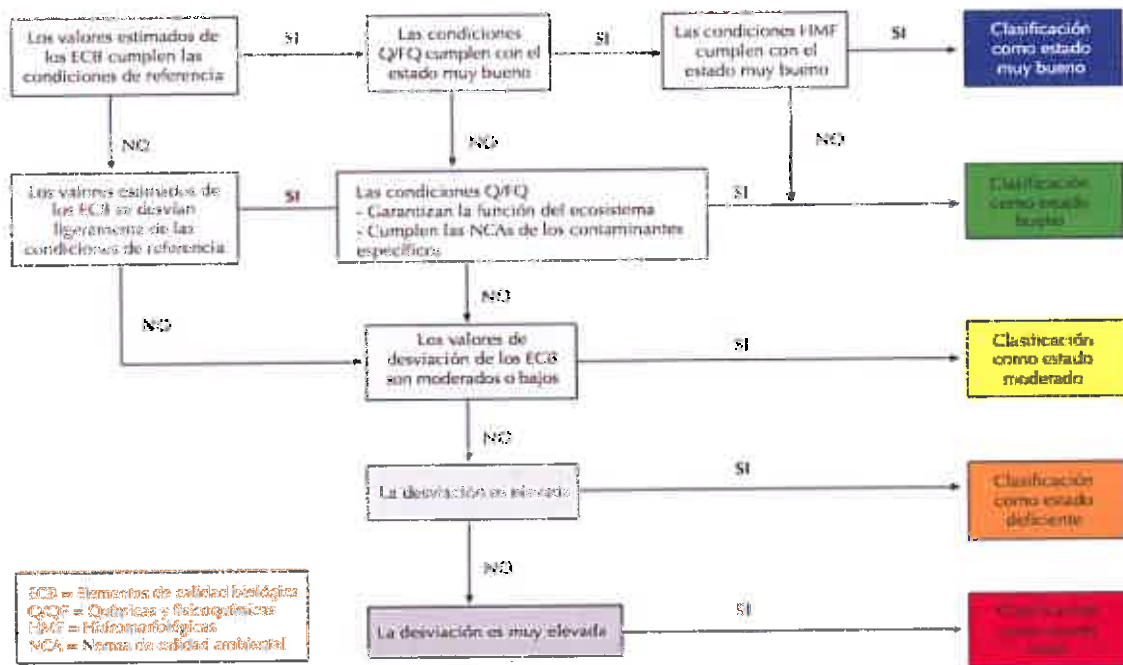 Los valores estimados de
los ECB cumplen las
condiciones de referencia
SI
Las condiciones
Q/FQ cumplen con el
estado muy bueno
SI
Las condiciones HMF
cumplen con el
estado muy bueno
SI
Clasificación
como estado
muy bueno
NO
NO
NO
Los valores estimados de
los ECB se desvían
ligeramente de las
condiciones de referencia
SI
Las condiciones Q/FQ
- Garantizan la función del ecosistema
- Cumplen las NCAs de los contaminantes
específicos
SI
Clasificación
como estado
bueno
NO
NO
Los valores de
desviación de los ECB
son moderados o bajos
SI
Clasificación
como estado
moderado
NO
La desviación es elevada
SI
Clasificación
como estado
deficiente
NO
La desviación es muy elevada
SI
ECB = Elementos de calidad biológica
Q/QF = Químicas y fisicoquímicas
HMF = Hidromorfológicas
NCA = Norma de calidad ambiental